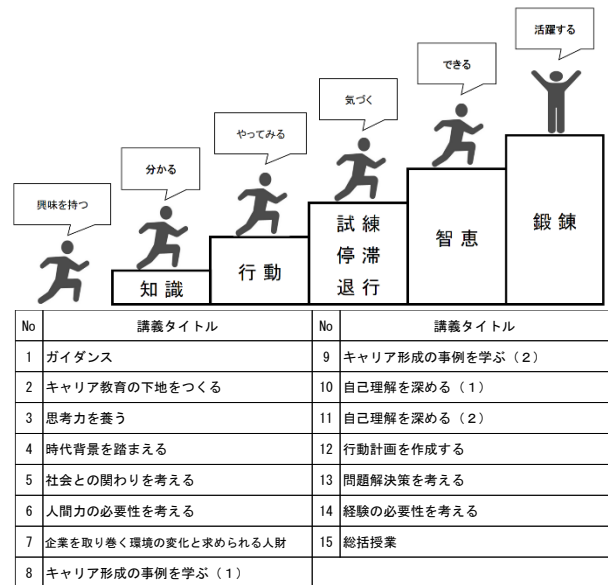 活躍する
できる
気づく
やってみる
分かる
興味を持つ
知識
行動
試練
停滞
退行
智恵
鍛錬
No 講義タイトル No 講義タイトル
1 ガイダンス 9 キャリア形成の事例を学ぶ(2)
2 キャリア教育の下地をつくる 10 自己理解を深める(1)
3 思考力を養う 11 自己理解を深める(2)
4 時代背景を踏まえる 12 行動計画を作成する
5 社会との関わりを考える 13 問題解決策を考える
6 人間力の必要性を考える 14 経験の必要性を考える
7 企業を取り巻く環境の変化と求められる人財 15 総括授業
8 キャリア形成の事例を学ぶ(1)